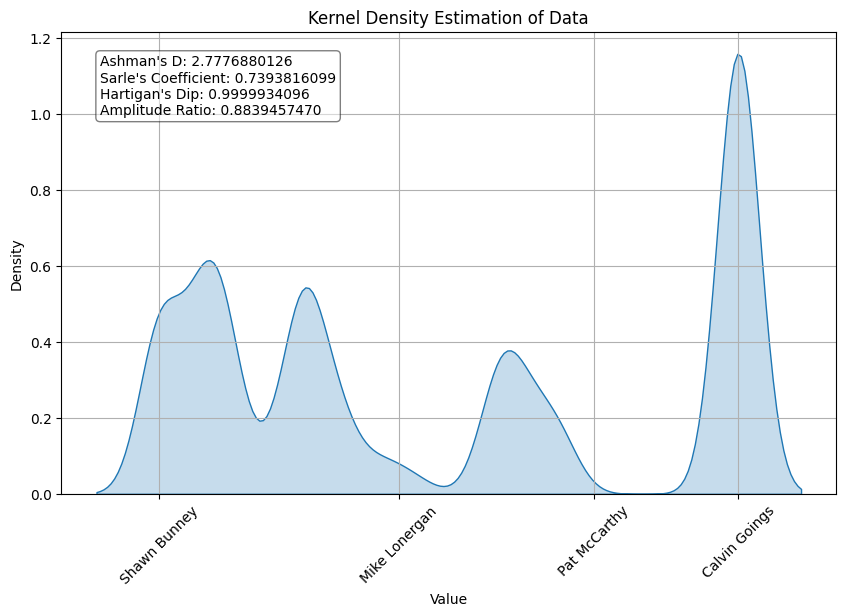 Kernel Density Estimation of Data
Ashman's D: 2.7776880126
Sarle's Coefficient: 0.7393816099
Hartigan's Dip: 0.9999934096
Amplitude Ratio: 0.8839457470
1.2
1.0
0.8
0.6
0.4
0.2
0.0
Density
Shawn Bunney
Mike Lonergan
Pat McCarthy
Calvin Goings
Value